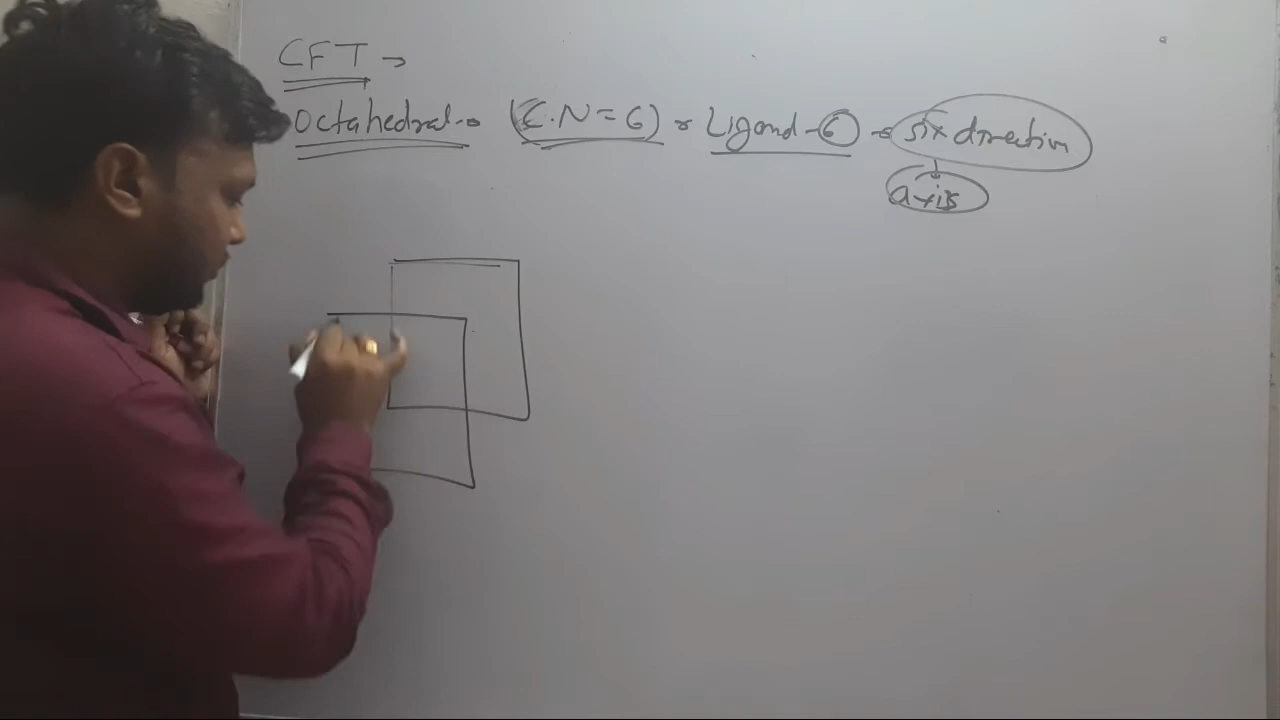 CFT →
Octahedral → (C.N = 6) → Ligand - 6 → six direction
axis